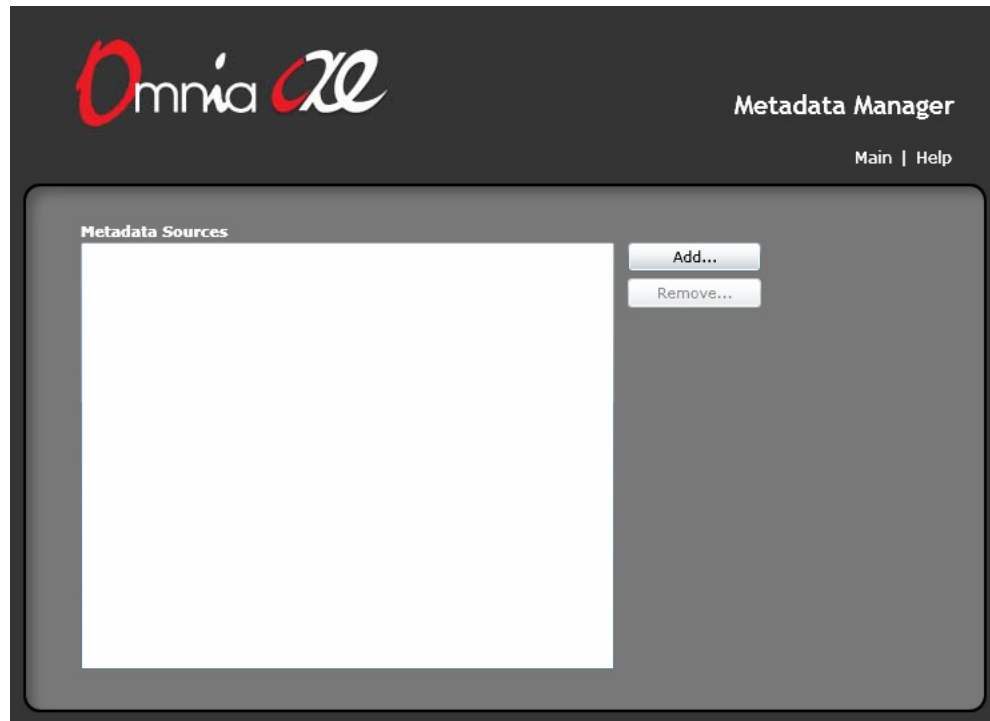 Omnia axe
Metadata Manager
Main | Help
Metadata Sources
Add...
Remove...